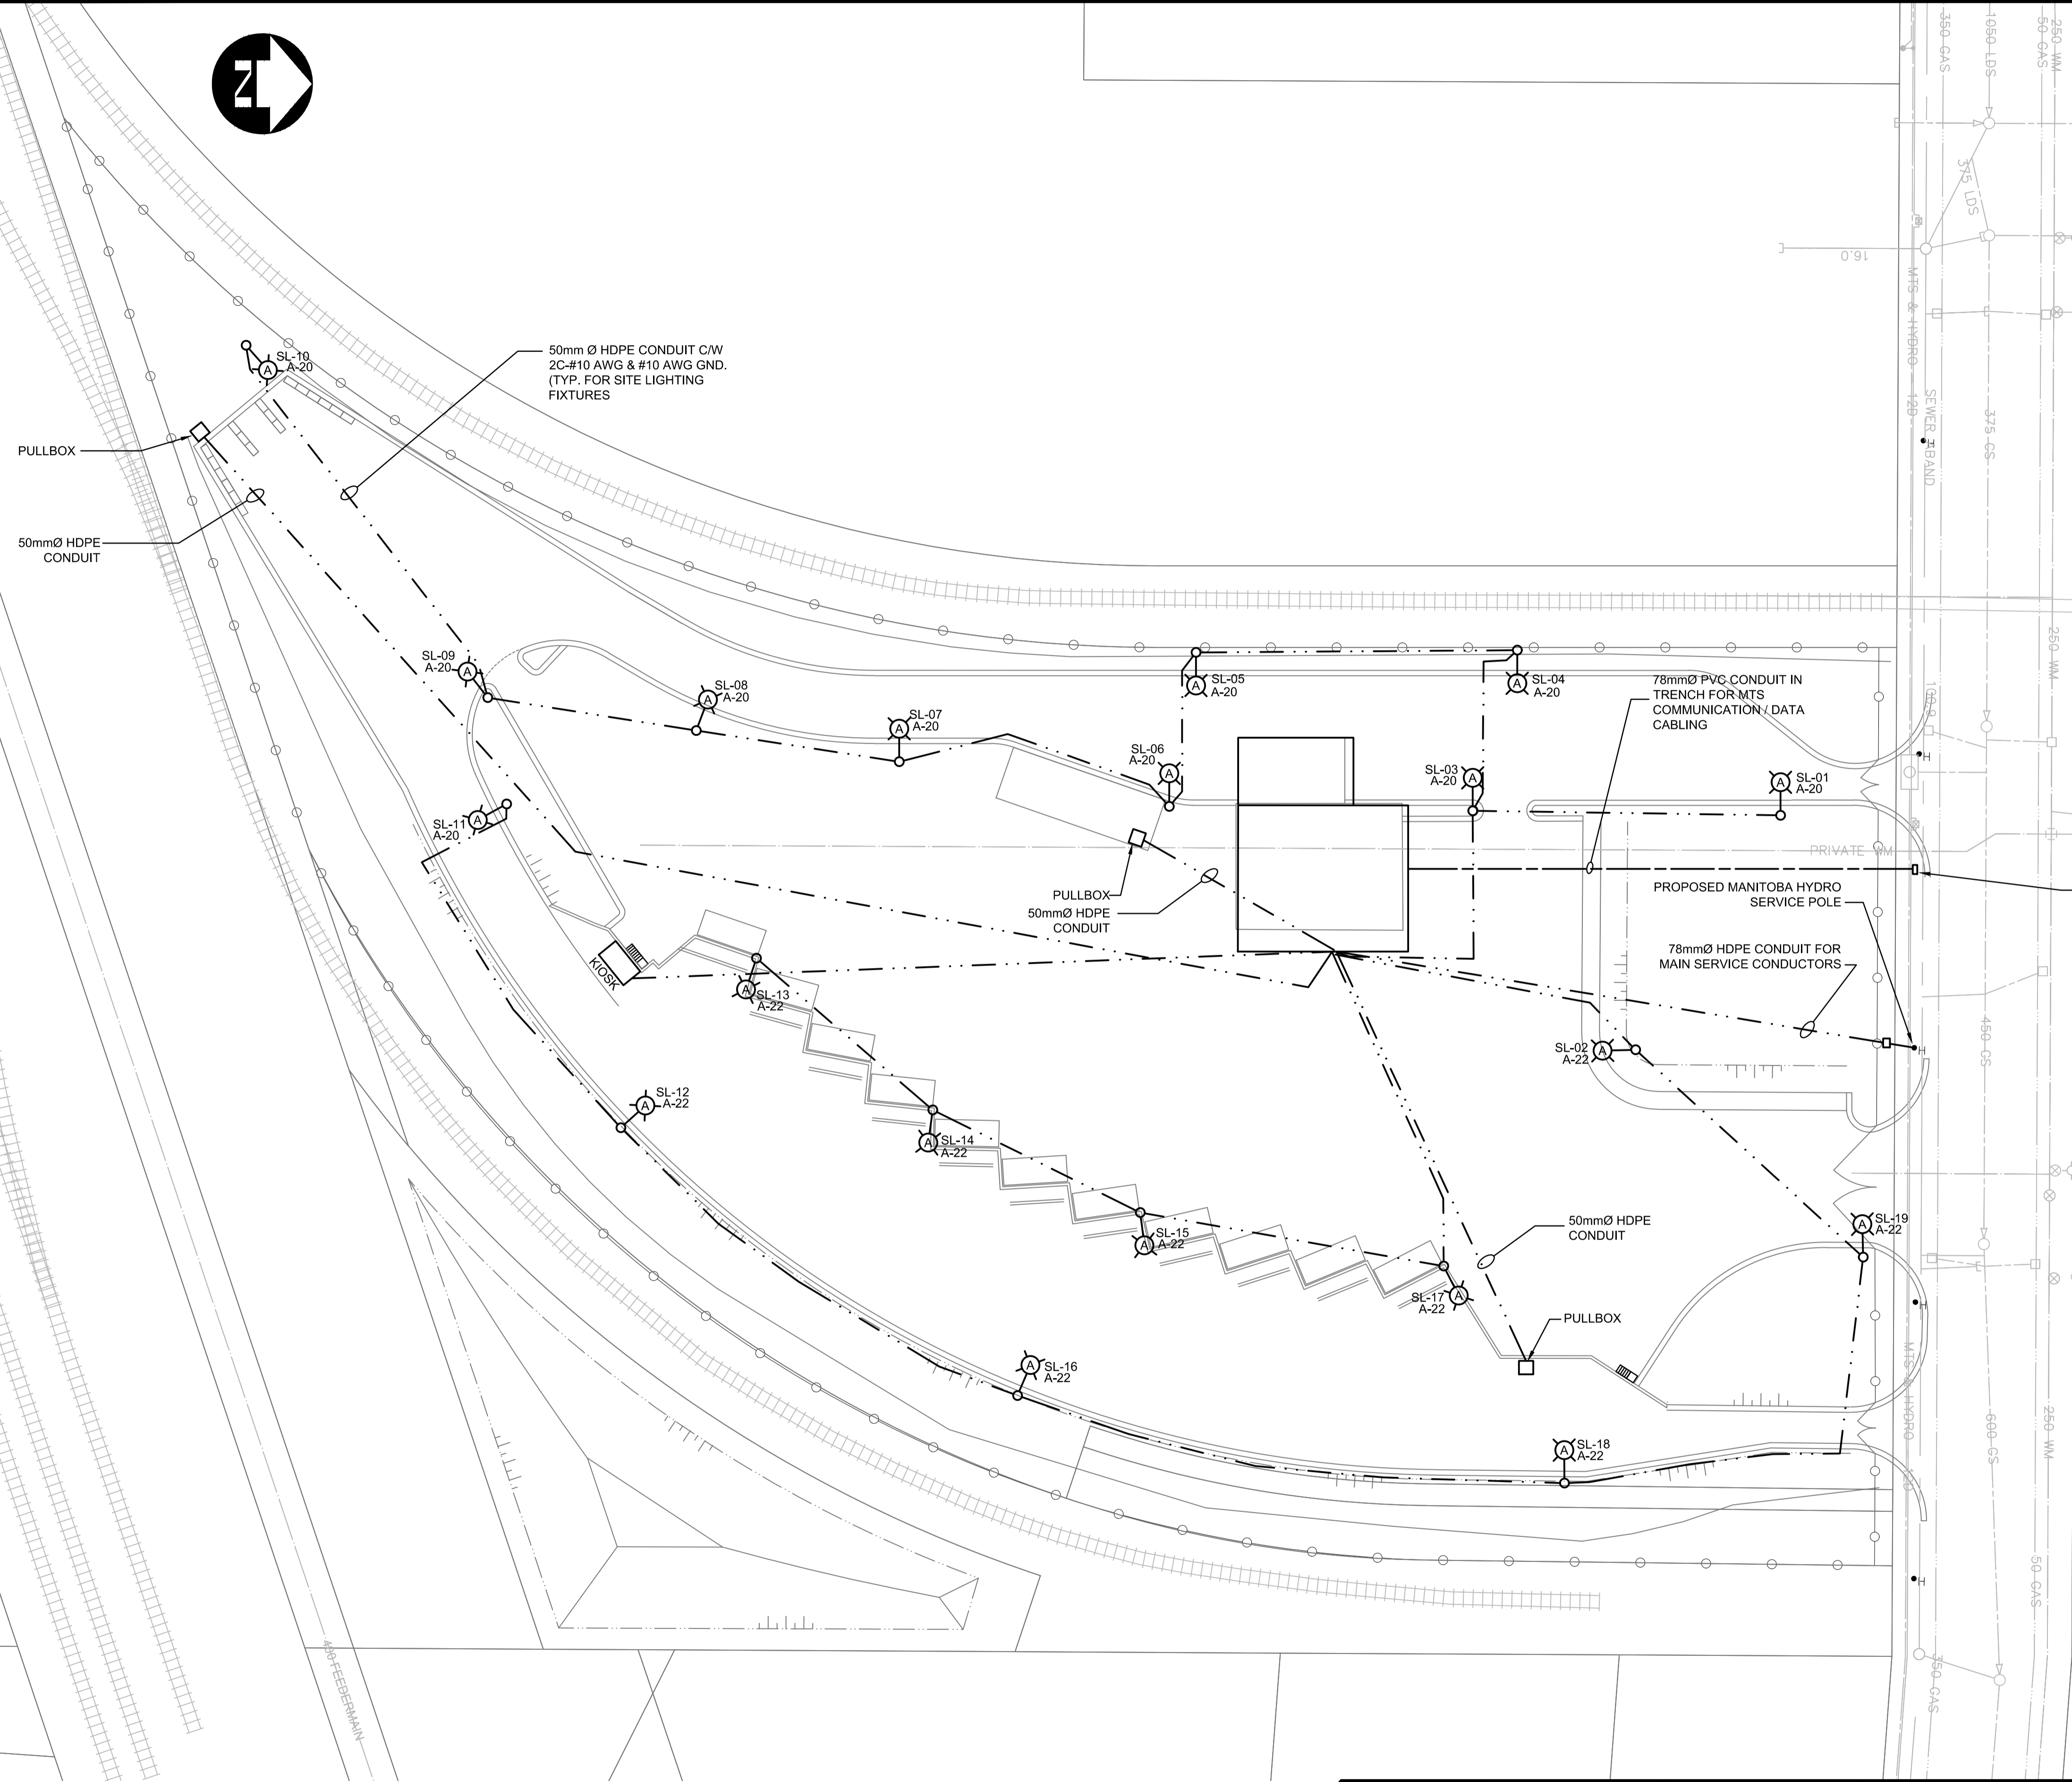 N
350 GAS
1050 LDS
50 GAS
250 WM
375 LDS
16.0
MTS & HYDRO 12D
SEWER ABAND
375 CS
H
50mm Ø HDPE CONDUIT C/W
2C-#10 AWG & #10 AWG GND.
(TYP. FOR SITE LIGHTING
FIXTURES
SL-10
A-20
A
PULLBOX
50mmØ HDPE
CONDUIT
SL-09
A-20
A
SL-08
A-20
A
SL-07
A-20
A
SL-05
A-20
A
SL-04
A-20
A
SL-06
A-20
A
SL-03
A-20
A
SL-01
A-20
A
78mmØ PVC CONDUIT IN
TRENCH FOR MTS
COMMUNICATION / DATA
CABLING
250 WM
H
SL-11
A-20
A
PRIVATE WM
PULLBOX
50mmØ HDPE
CONDUIT
PROPOSED MANITOBA HYDRO
SERVICE POLE
78mmØ HDPE CONDUIT FOR
MAIN SERVICE CONDUCTORS
KIOSK
SL-13
A-22
A
SL-02
A-22
A
H
450 CS
SL-12
A-22
A
SL-14
A-22
A
SL-15
A-22
A
SL-17
A-22
A
50mmØ HDPE
CONDUIT
SL-19
A-22
A
PULLBOX
H
SL-16
A-22
A
SL-18
A-22
A
MTS & HYDRO 12D
600 CS
250 WM
H
50 GAS
350 GAS
400 FEEDERMAIN